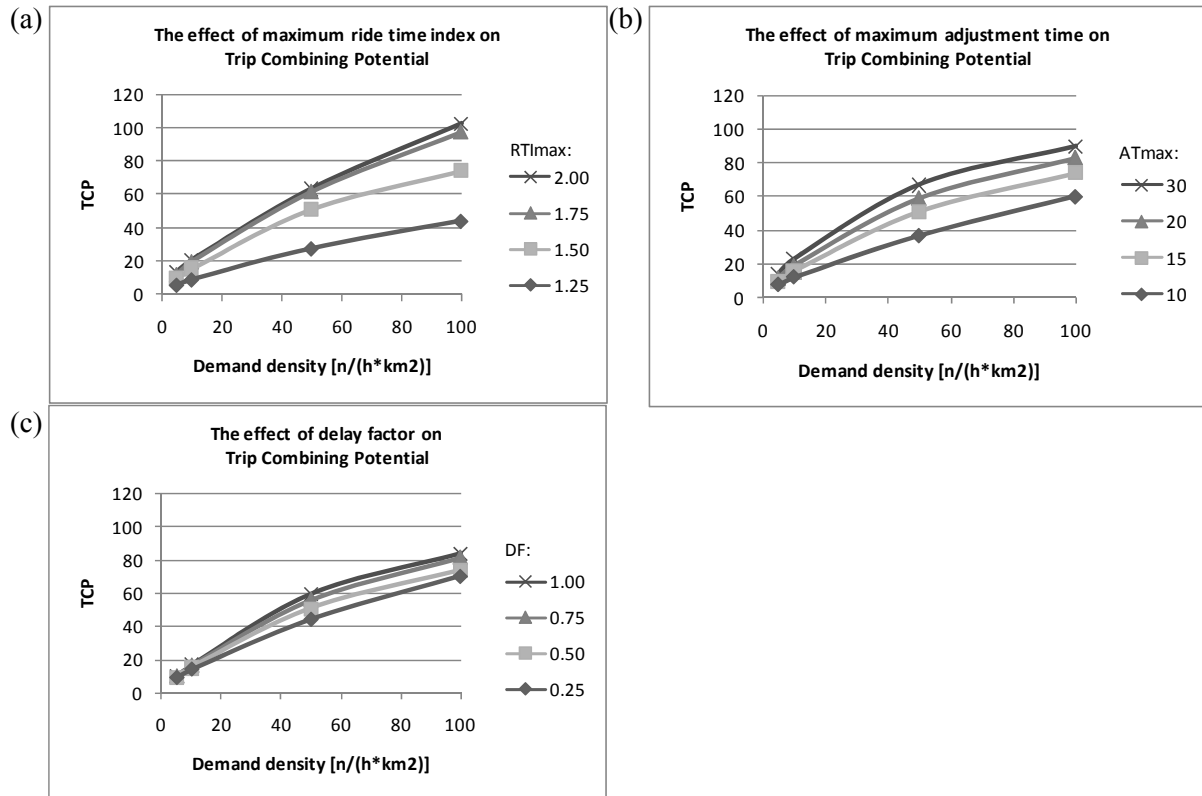 (a)
The effect of maximum ride time index on
Trip Combining Potential
TCP
120
100
80
60
40
20
0
0 20 40 60 80 100
Demand density [n/(h*km2)]
RTImax:
2.00
1.75
1.50
1.25
(b)
The effect of maximum adjustment time on
Trip Combining Potential
TCP
120
100
80
60
40
20
0
0 20 40 60 80 100
Demand density [n/(h*km2)]
ATmax:
30
20
15
10
(c)
The effect of delay factor on
Trip Combining Potential
TCP
120
100
80
60
40
20
0
0 20 40 60 80 100
Demand density [n/(h*km2)]
DF:
1.00
0.75
0.50
0.25